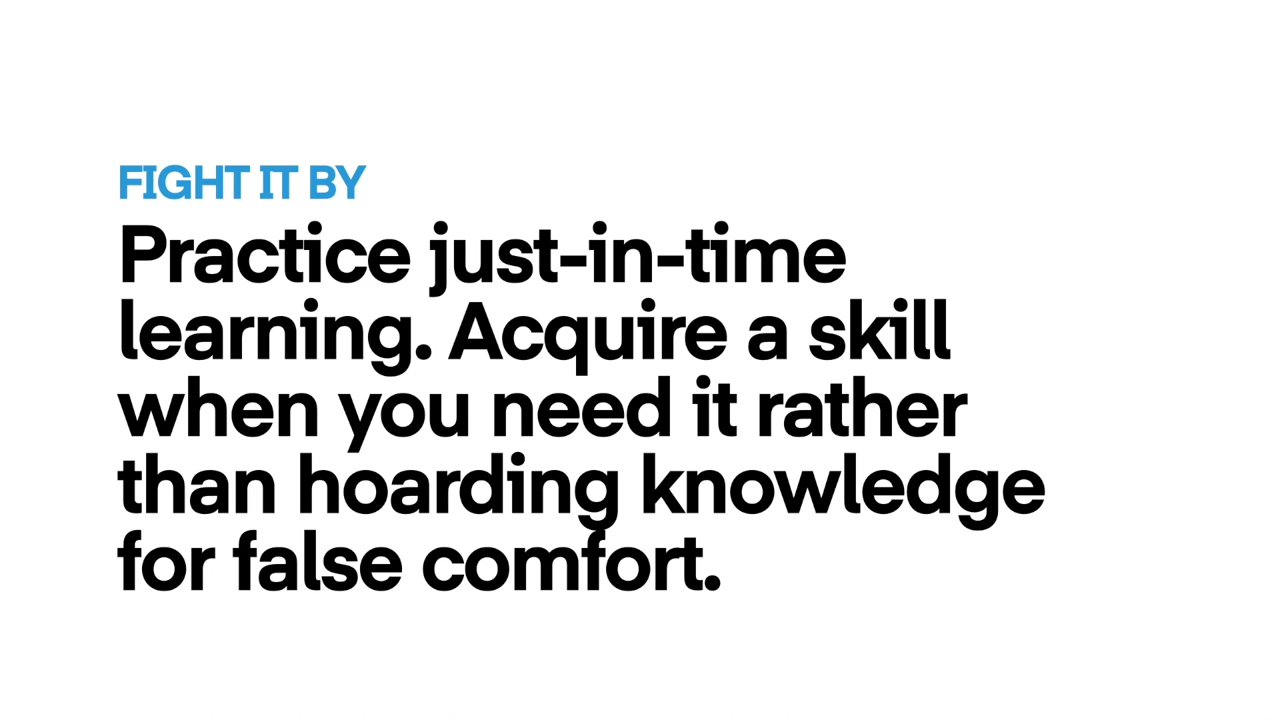 FIGHT IT BY
Practice just-in-time
learning. Acquire a skill
when you need it rather
than hoarding knowledge
for false comfort.